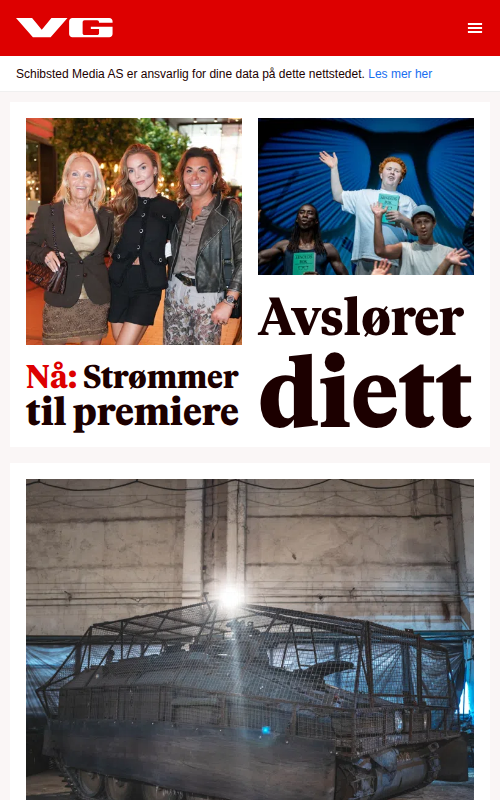 VG
Schibsted Media AS er ansvarlig for dine data på dette nettstedet. Les mer her
Nå: Strømmer
til premiere
Avslører
diett